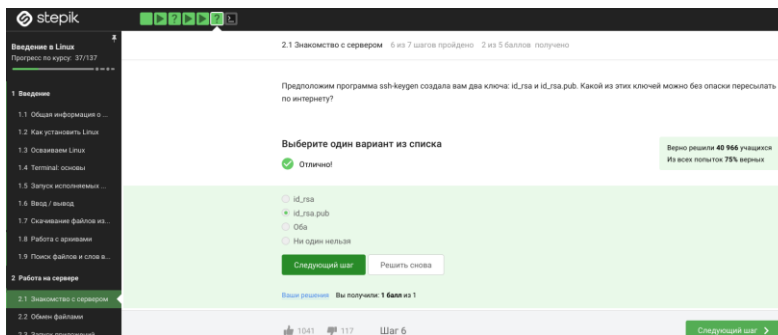 stepik
Введение в Linux
Прогресс по курсу: 37/137
1 Введение
1.1 Общая информация о ...
1.2 Как установить Linux
1.3 Осваиваем Linux
1.4 Terminal: основы
1.5 Запуск исполняемых ...
1.6 Ввод / вывод
1.7 Скачивание файлов из...
1.8 Работа с архивами
1.9 Поиск файлов и слов в...
2 Работа на сервере
2.1 Знакомство с сервером
2.2 Обмен файлами
2.3 Запуск приложений
2.1 Знакомство с сервером 6 из 7 шагов пройдено 2 из 5 баллов получено
Предположим программа ssh-keygen создала вам два ключа: id_rsa и id_rsa.pub. Какой из этих ключей можно без опаски пересылать
по интернету?
Выберите один вариант из списка
Отлично!
Верно решили 40 966 учащихся
Из всех попыток 75% верных
id_rsa
id_rsa.pub
Оба
Ни один нельзя
Следующий шаг Решить снова
Ваши решения Вы получили: 1 балл из 1
1041 117 Шаг 6 Следующий шаг